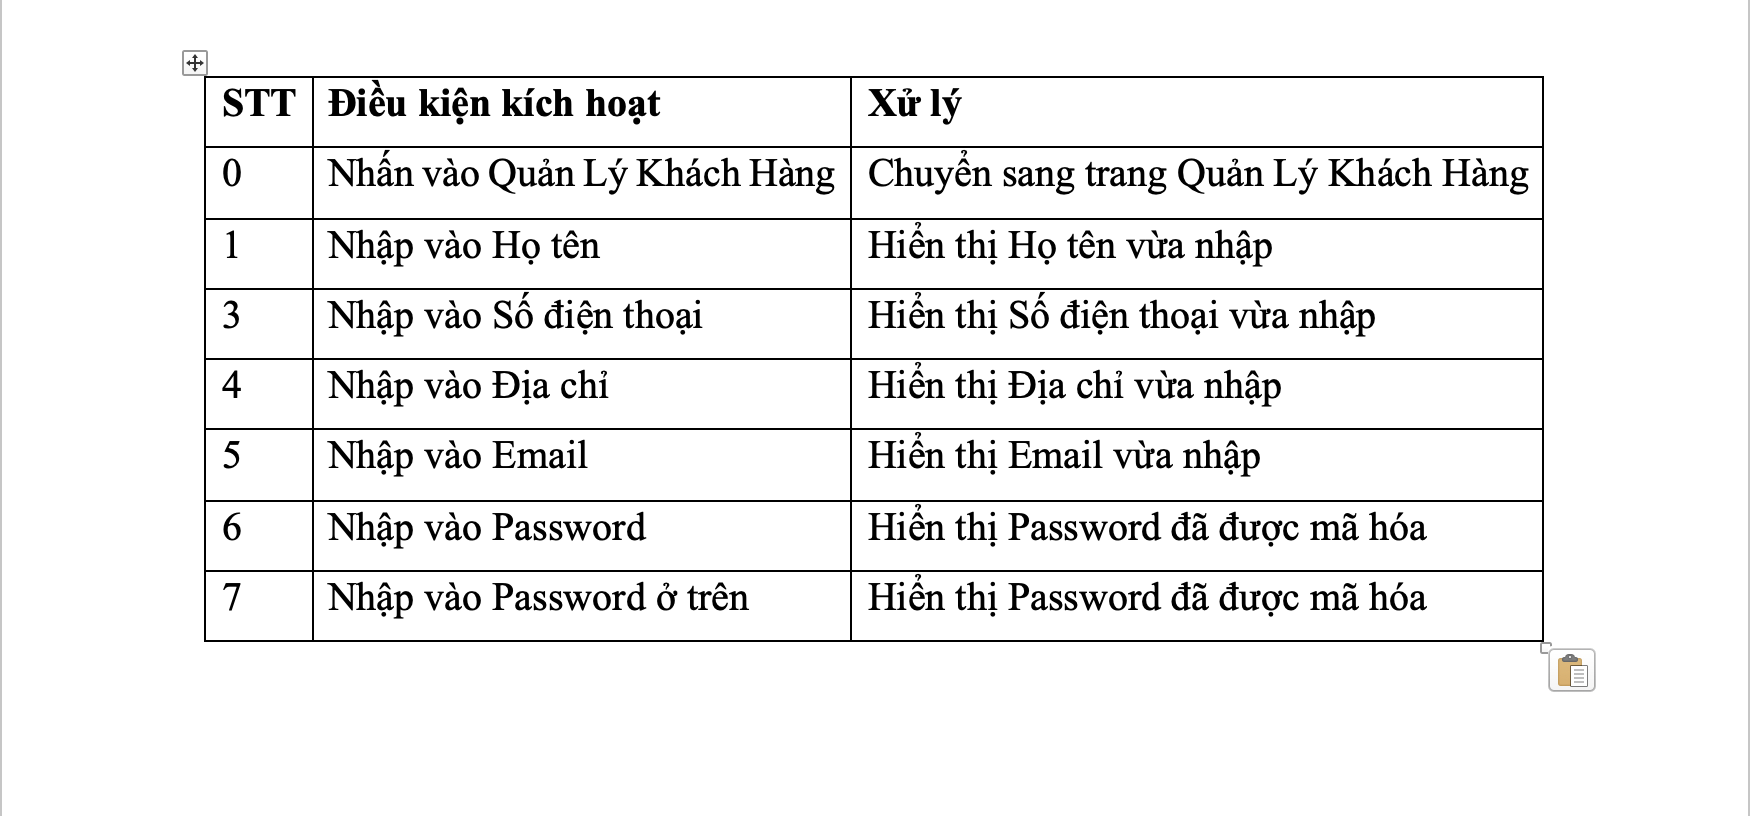 STT Điều kiện kích hoạt Xử lý
0 Nhấn vào Quản Lý Khách Hàng Chuyển sang trang Quản Lý Khách Hàng
1 Nhập vào Họ tên Hiển thị Họ tên vừa nhập
3 Nhập vào Số điện thoại Hiển thị Số điện thoại vừa nhập
4 Nhập vào Địa chỉ Hiển thị Địa chỉ vừa nhập
5 Nhập vào Email Hiển thị Email vừa nhập
6 Nhập vào Password Hiển thị Password đã được mã hóa
7 Nhập vào Password ở trên Hiển thị Password đã được mã hóa